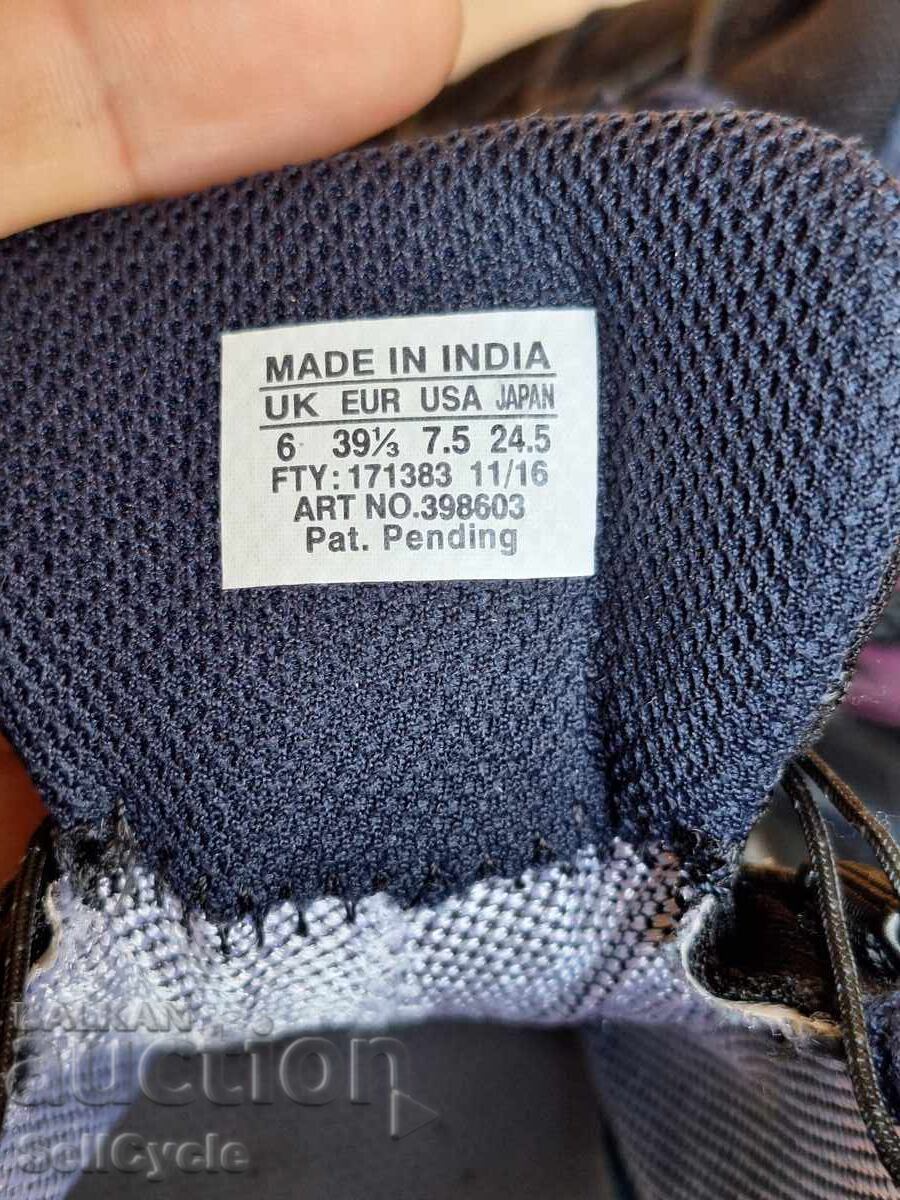 MADE IN INDIA
UK EUR USA JAPAN
6 39⅓ 7.5 24.5
FTY: 171383 11/16
ART NO.398603
Pat. Pending
BALKAN
auction
SellCycle